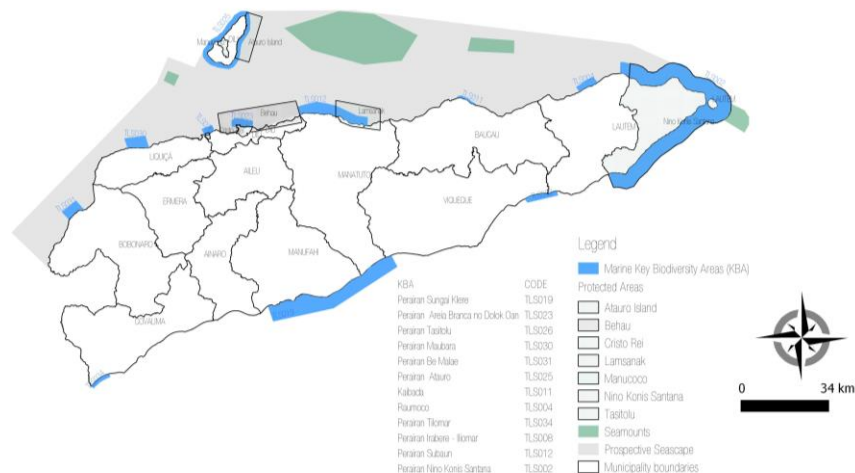 Atauro Island
Behau
Lamsanak
BAUCAU
LAUTEM
LAUTEM
Nino Konis Santana
LIQUIÇA
AILEU
MANATUTO
ERMERA
VIQUEQUE
BOBONARO
AINARO
MANUFAHI
COVALIMA
Legend
Marine Key Biodiversity Areas (KBA)
Protected Areas
Atauro Island
Behau
Cristo Rei
Lamsanak
Manucoco
Nino Konis Santana
Tasitolu
Seamounts
Prospective Seascape
Municipality boundaries
KBA CODE
Perairan Sungai Klere TLS019
Perairan Areia Branca no Dolok Oan TLS023
Perairan Tasitolu TLS026
Perairan Maubara TLS030
Perairan Be Malae TLS031
Perairan Atauro TLS025
Kaibada TLS011
Raumoco TLS004
Perairan Tilomar TLS034
Perairan Irabere - Iliomar TLS008
Perairan Subaun TLS012
Perairan Nino Konis Santana TLS002
0 34 km